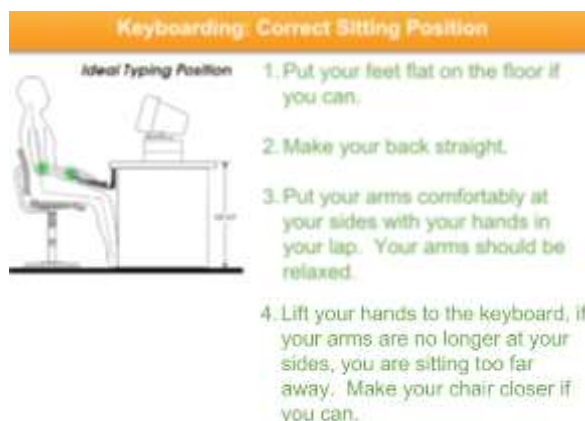 Keyboarding: Correct Sitting Position
Ideal Typing Position
1. Put your feet flat on the floor if
you can.
2. Make your back straight.
3. Put your arms comfortably at
your sides with your hands in
your lap. Your arms should be
relaxed.
4. Lift your hands to the keyboard, if
your arms are no longer at your
sides, you are sitting too far
away. Make your chair closer if
you can.